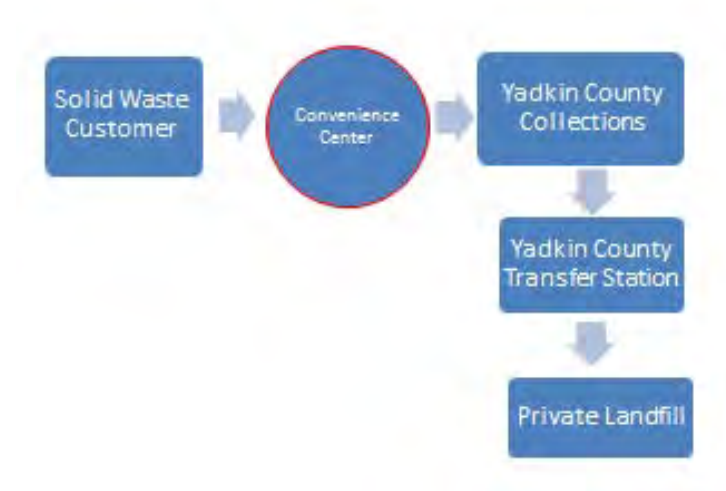 Solid Waste
Customer
Convenience
Center
Yadkin County
Collections
Yadkin County
Transfer Station
Private Landfill